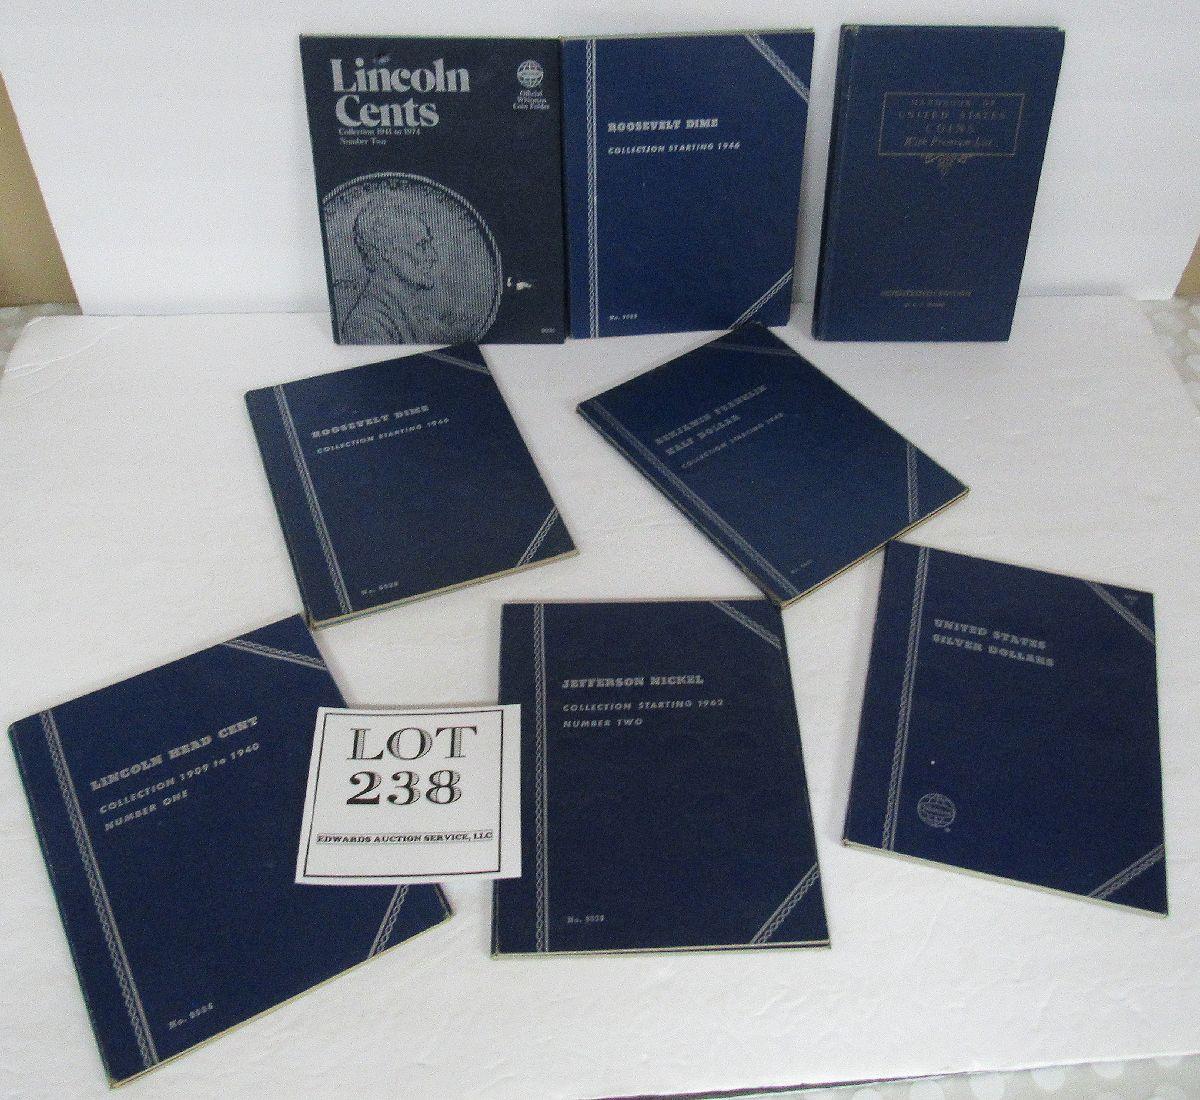 Lincoln
Cents
Collection 1941 to 1974
Number Two
Official
Whitman
Coin Folder
ROOSEVELT DIME
COLLECTION STARTING 1946
HANDBOOK OF
UNITED STATES
COINS
With Premium List
ROOSEVELT DIME
COLLECTION STARTING 1946
BENJAMIN FRANKLIN
HALF DOLLAR
COLLECTION STARTING 1948
UNITED STATES
SILVER DOLLARS
LINCOLN HEAD CENT
COLLECTION 1909 to 1940
NUMBER ONE
JEFFERSON NICKEL
COLLECTION STARTING 1962
NUMBER TWO
LOT
238
EDWARDS AUCTION SERVICE, LLC